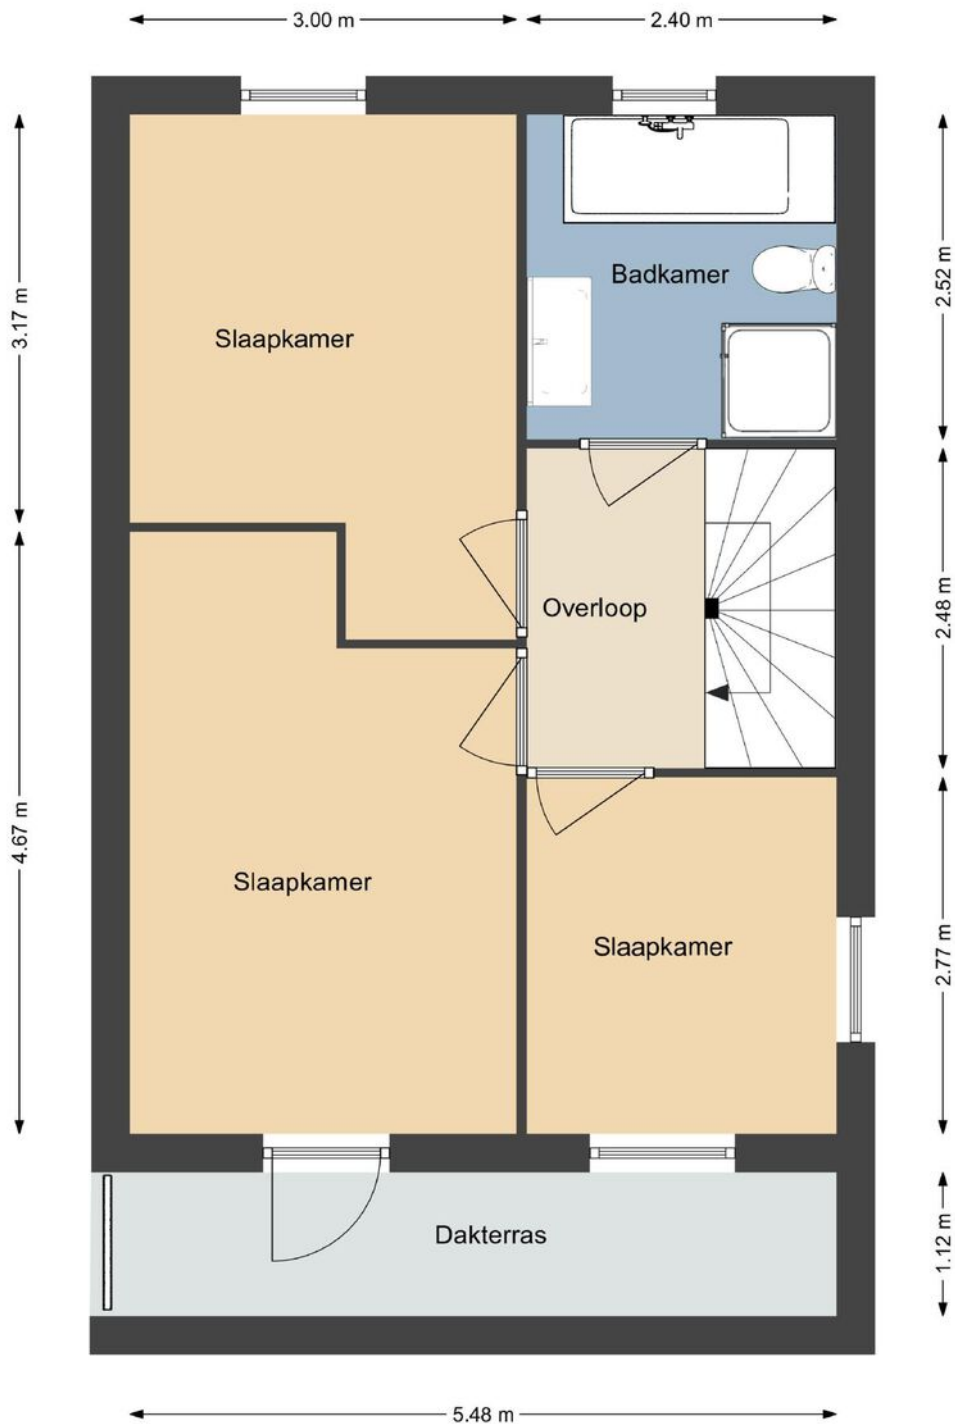 3.00 m
2.40 m
3.17 m
2.52 m
Badkamer
Slaapkamer
Overloop
2.48 m
4.67 m
Slaapkamer
Slaapkamer
2.77 m
Dakterras
1.12 m
5.48 m